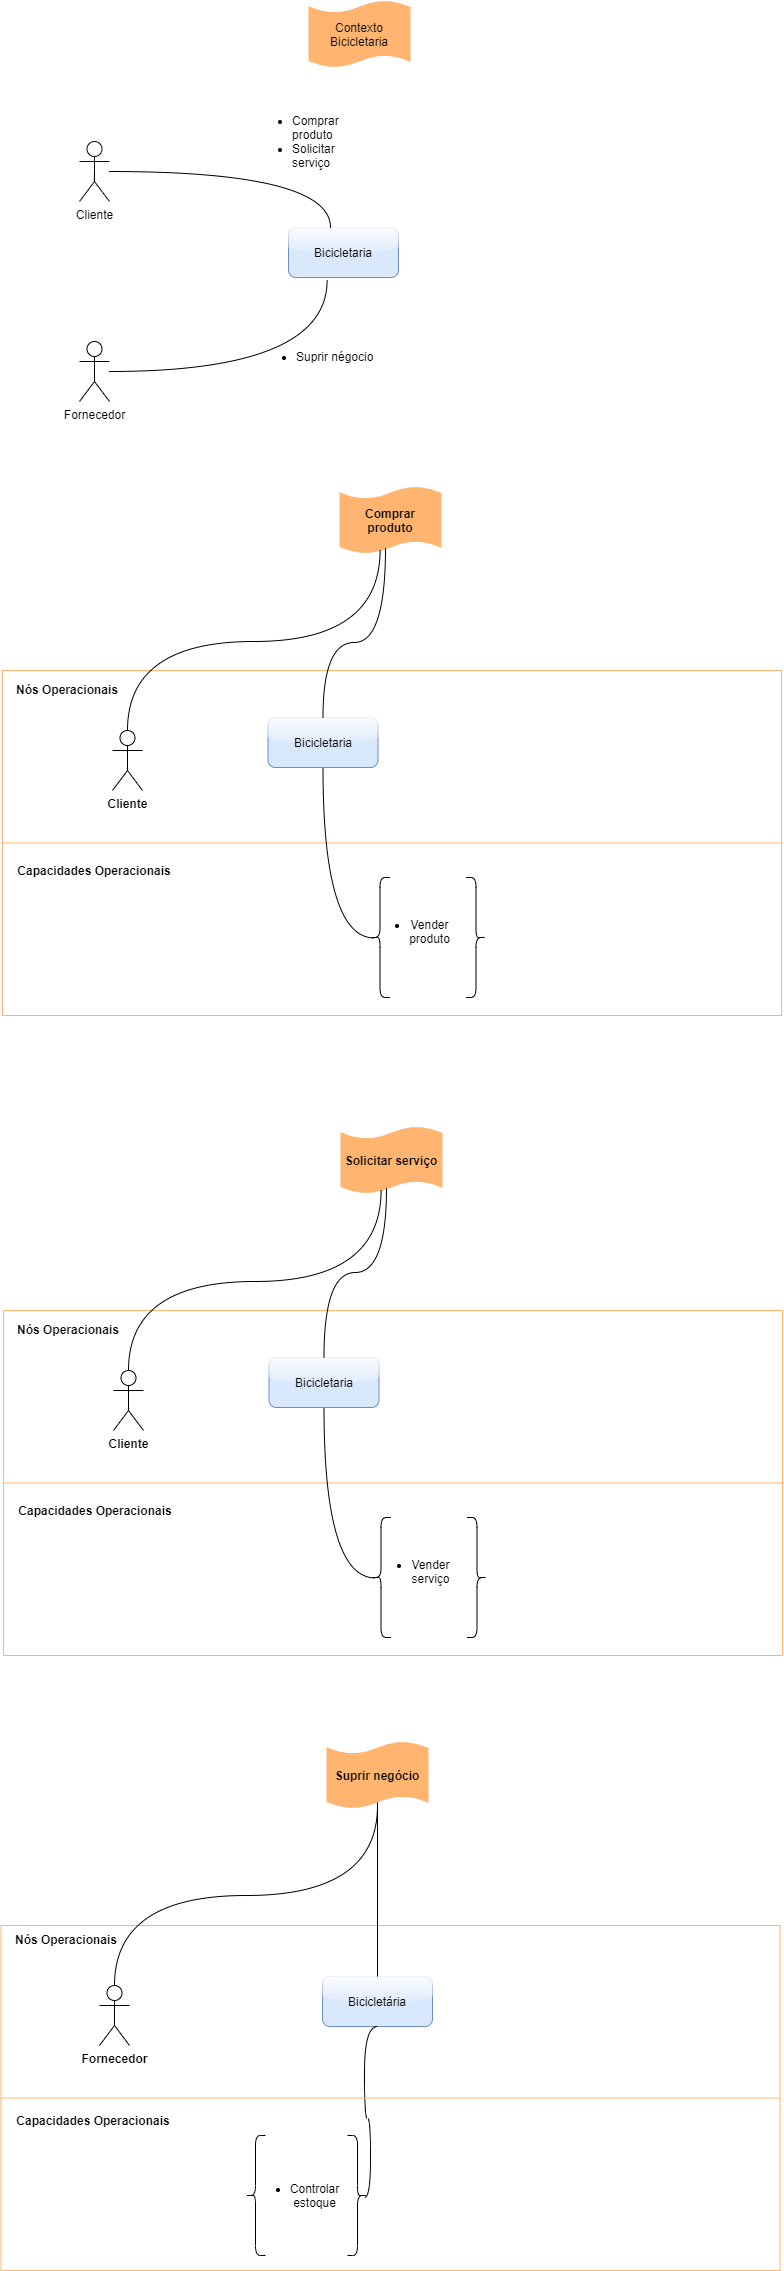 Contexto
Bicicletaria
Comprar
produto
Solicitar
serviço
Cliente
Bicicletaria
Suprir négocio
Fornecedor
Comprar
produto
Nós Operacionais
Bicicletaria
Cliente
Capacidades Operacionais
Vender
produto
Solicitar serviço
Nós Operacionais
Bicicletaria
Cliente
Capacidades Operacionais
Vender
serviço
Suprir negócio
Nós Operacionais
Bicicletária
Fornecedor
Capacidades Operacionais
Controlar
estoque